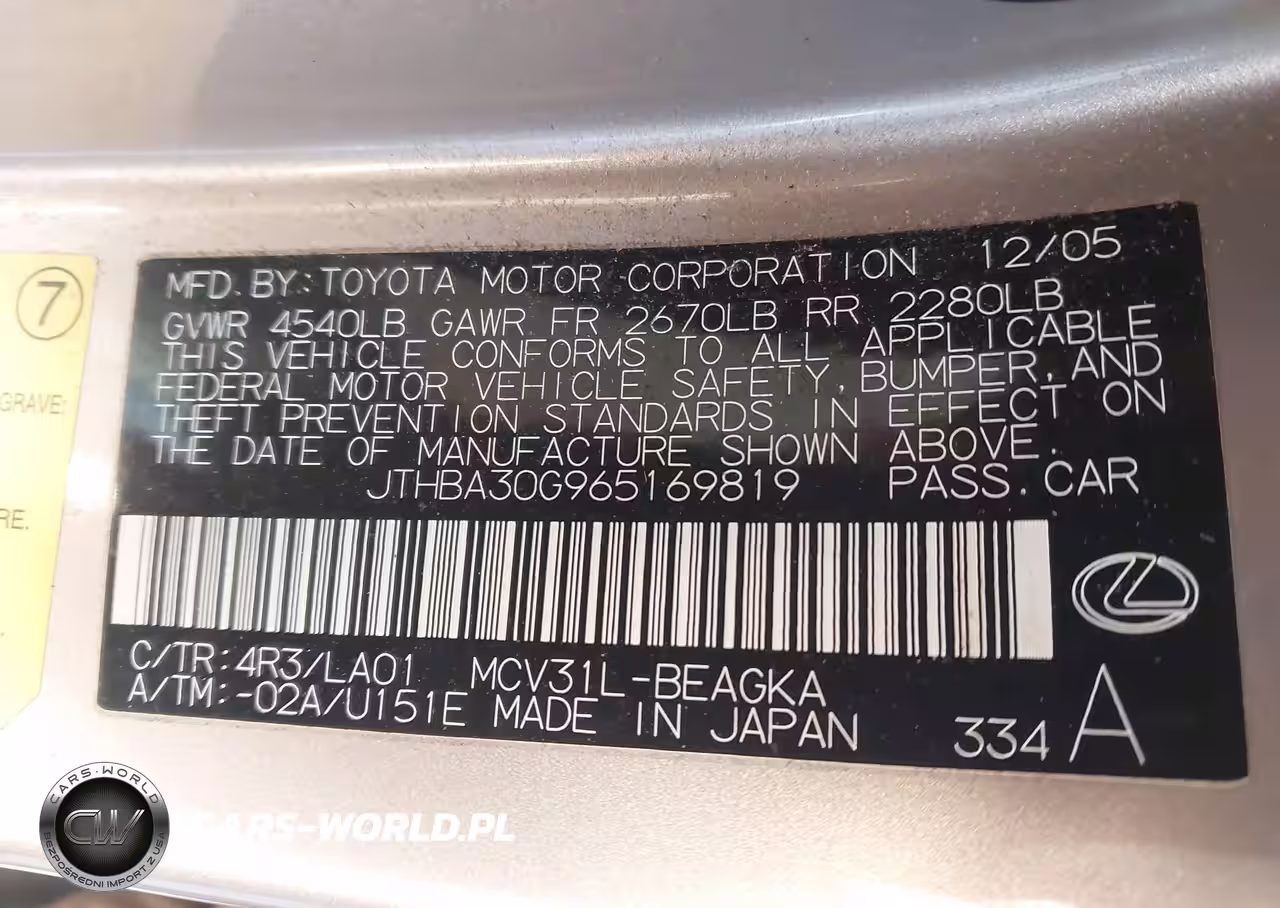 7
GRAVE:
RE.
MFD. BY: TOYOTA MOTOR CORPORATION 12/05
GVWR 4540LB GAWR FR 2670LB RR 2280LB
THIS VEHICLE CONFORMS TO ALL APPLICABLE
FEDERAL MOTOR VEHICLE SAFETY, BUMPER, AND
THEFT PREVENTION STANDARDS IN EFFECT ON
THE DATE OF MANUFACTURE SHOWN ABOVE.
JTHBA30G965169819 PASS. CAR
C/TR: 4R3/LA01 MCV31L-BEAGKA
A/TM: -02A/U151E MADE IN JAPAN
334 A
CARS-WORLD
CW
BEZPOŚREDNI IMPORT Z USA
CARS-WORLD.PL